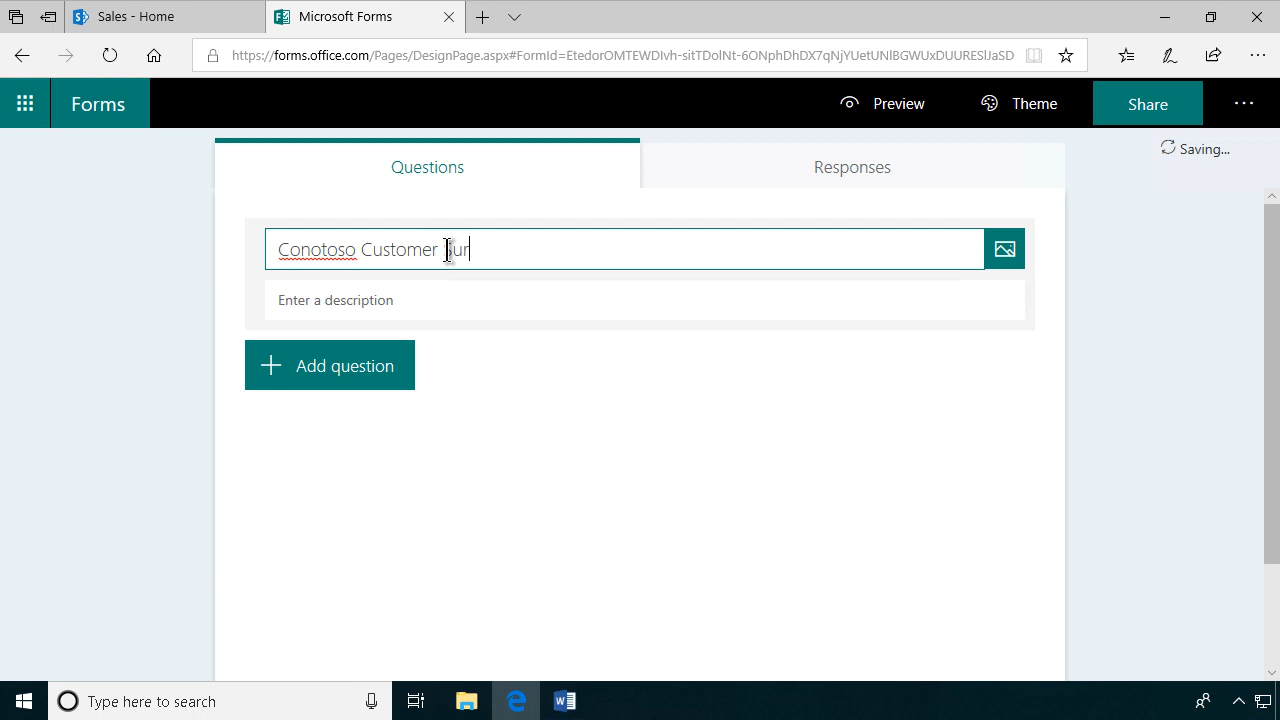 Sales - Home
Microsoft Forms
https://forms.office.com/Pages/DesignPage.aspx#FormId=EtedorOMTEWDIvh-sitTDolNt-6ONphDhDX7qNjYUetUNlBGWUxDUURESlJaSD
Forms
Preview
Theme
Share
Questions
Responses
Saving...
Conotoso Customer Sur
Enter a description
Add question
Type here to search